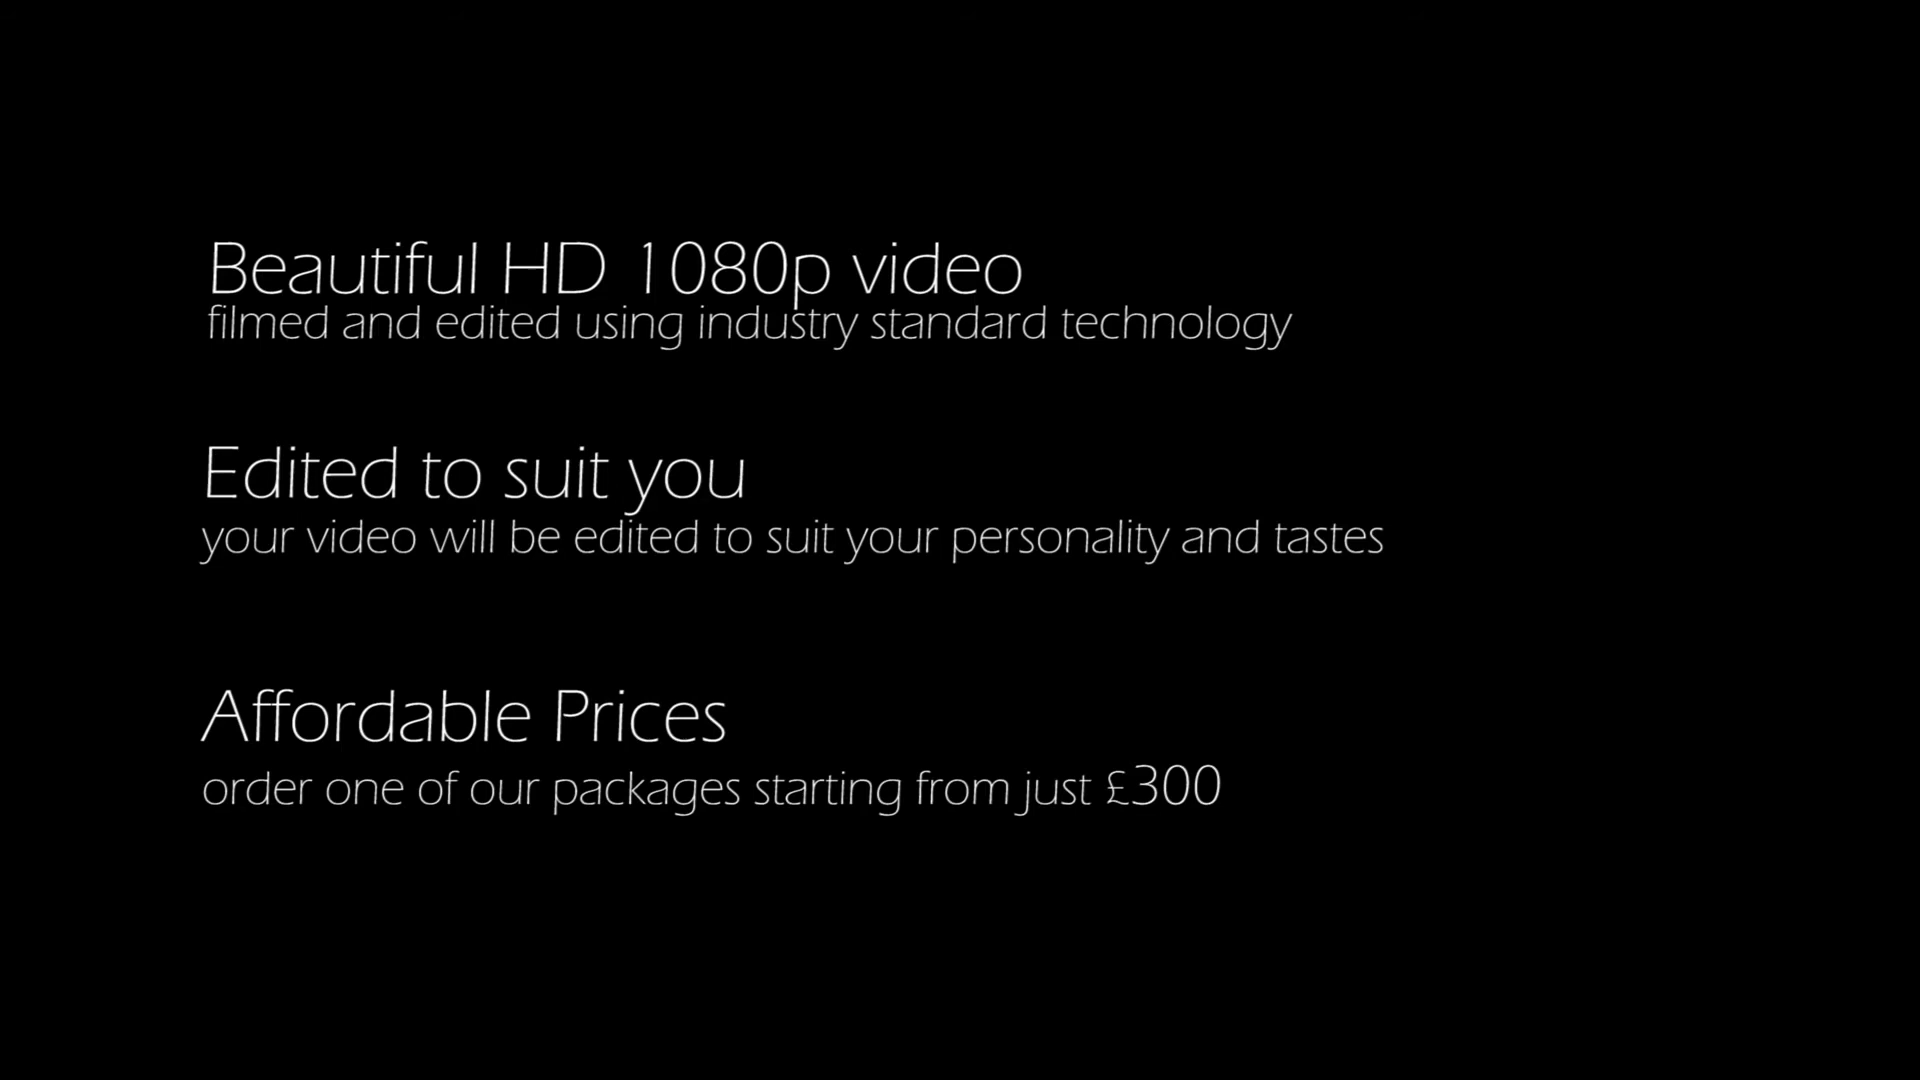 Beautiful HD 1080p video
filmed and edited using industry standard technology
Edited to suit you
your video will be edited to suit your personality and tastes
Affordable Prices
order one of our packages starting from just £300